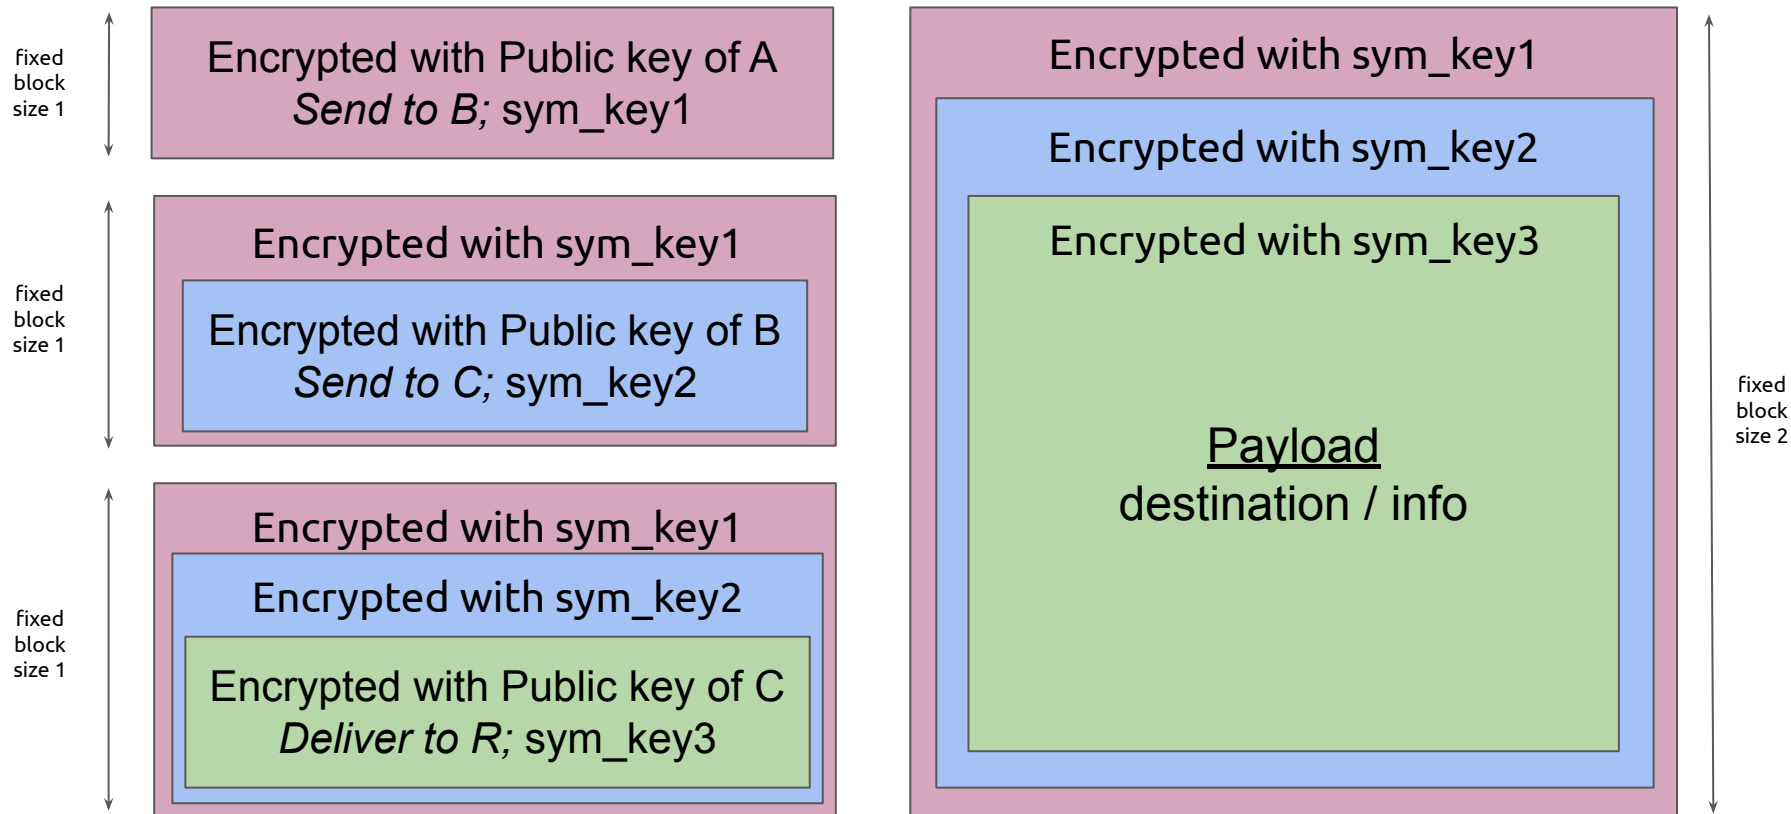 fixed
block
size 1
Encrypted with Public key of A
Send to B; sym_key1
fixed
block
size 1
Encrypted with sym_key1
Encrypted with Public key of B
Send to C; sym_key2
fixed
block
size 1
Encrypted with sym_key1
Encrypted with sym_key2
Encrypted with Public key of C
Deliver to R; sym_key3
Encrypted with sym_key1
Encrypted with sym_key2
Encrypted with sym_key3
Payload
destination / info
fixed
block
size 2